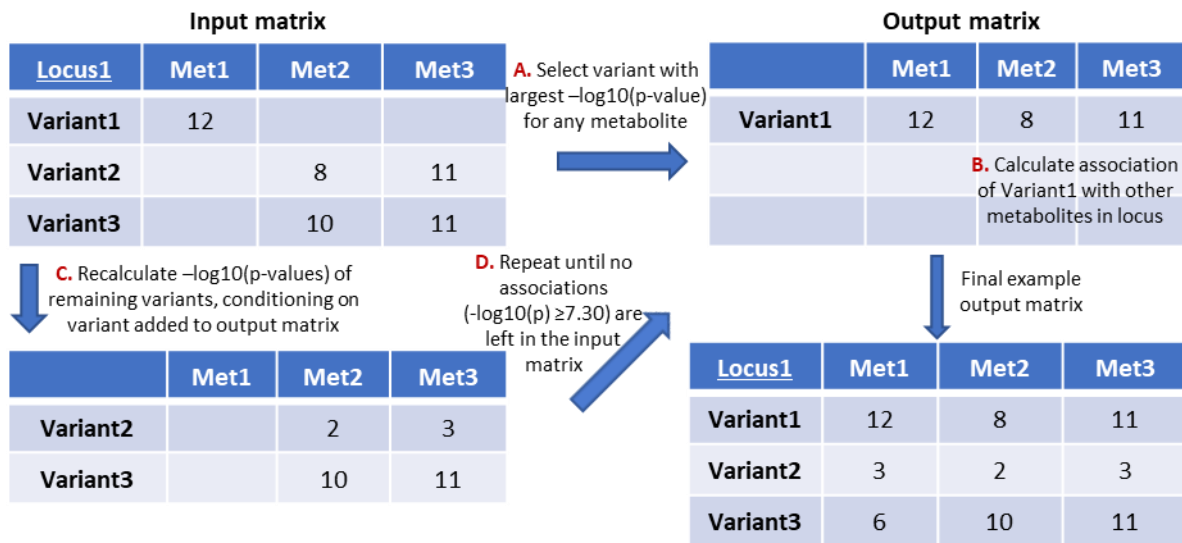 Input matrix
Locus1 Met1 Met2 Met3
Variant1 12
Variant2 8 11
Variant3 10 11
A. Select variant with
largest –log10(p-value)
for any metabolite
Output matrix
Met1 Met2 Met3
Variant1 12 8 11
B. Calculate association
of Variant1 with other
metabolites in locus
C. Recalculate –log10(p-values) of
remaining variants, conditioning on
variant added to output matrix
D. Repeat until no
associations
(-log10(p) ≥7.30) are
left in the input
matrix
Final example
output matrix
Met1 Met2 Met3
Variant2 2 3
Variant3 10 11
Locus1 Met1 Met2 Met3
Variant1 12 8 11
Variant2 3 2 3
Variant3 6 10 11